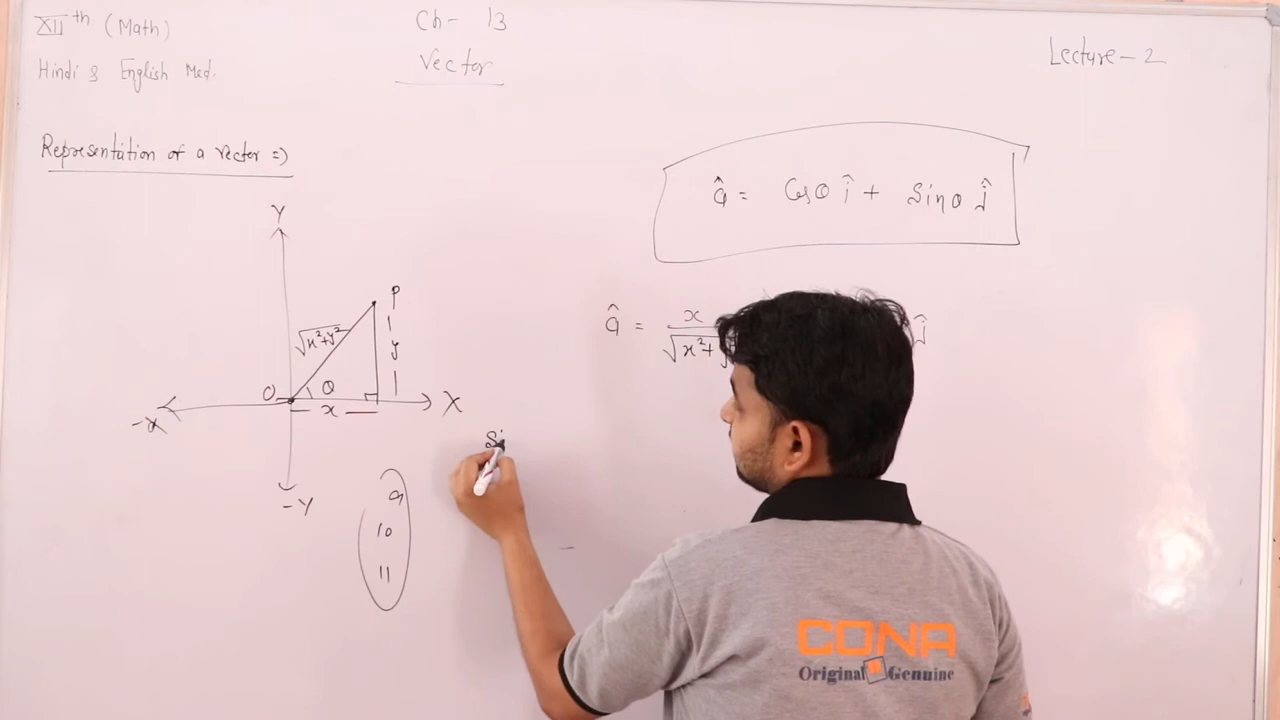 XIIth (Math)
Hindi & English Med.
Ch- 13
Vector
Lecture-2
Representation of a vector =)
Y
P
√x²+y²
y
O
θ
x
X
-X
-Y
9
10
11
â = Cosθ î + Sinθ ĵ
â = x
√x²+
ĵ
Si
CONA
Original Genuine